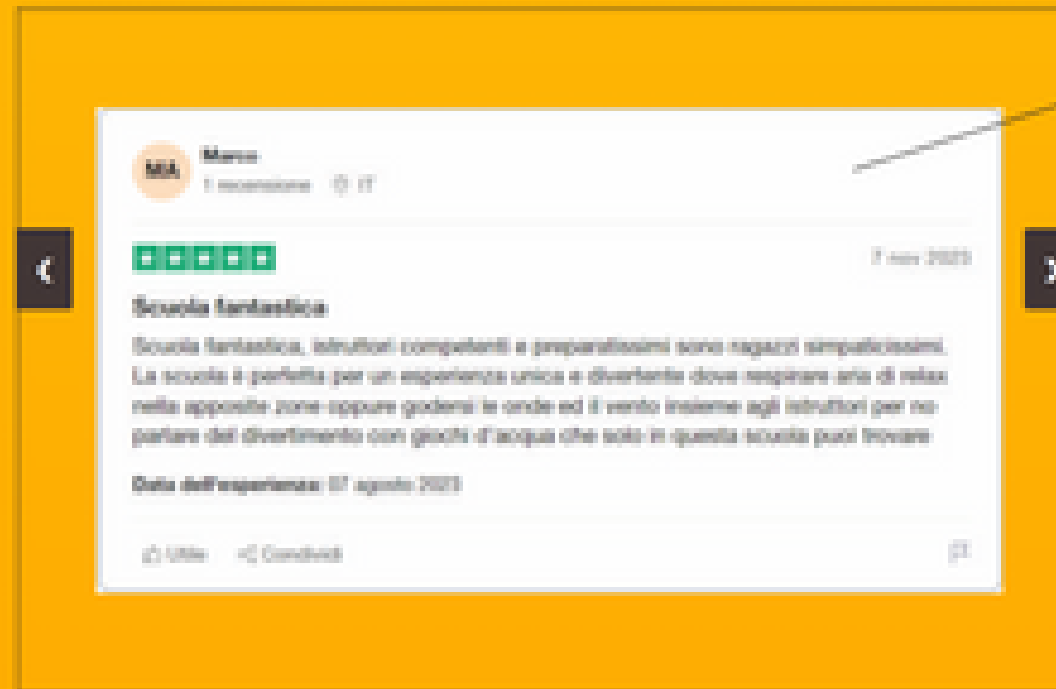 MA
Marco
1 recensione IT
7 nov 2023
Scuola fantastica
Scuola fantastica, istruttori competenti e preparatissimi sono ragazzi simpaticissimi.
La scuola è perfetta per un esperienza unica e divertente dove respirare aria di relax
nella apposite zone oppure godersi le onde ed il vento insieme agli istruttori per no
parlare del divertimento con giochi d'acqua che solo in questa scuola puoi trovare
Data dell'esperienza: 07 agosto 2023
Utile Condividi